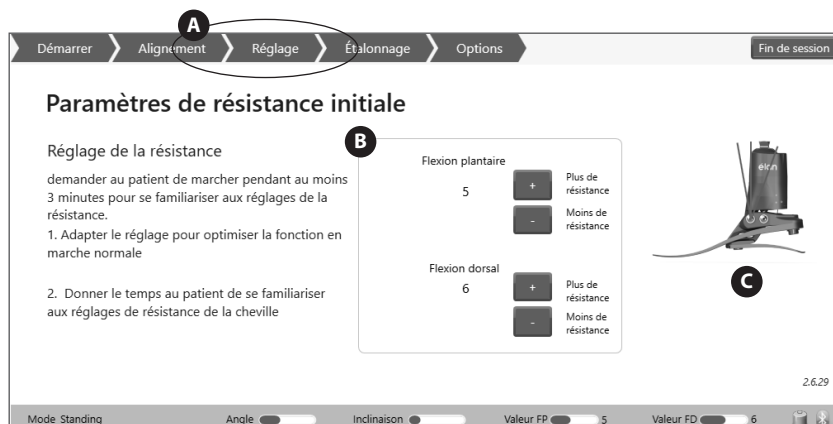 A
Démarrer Alignement Réglage Étalonnage Options Fin de session
Paramètres de résistance initiale
Réglage de la résistance
demander au patient de marcher pendant au moins
3 minutes pour se familiariser aux réglages de la
résistance.
1. Adapter le réglage pour optimiser la fonction en
marche normale
2. Donner le temps au patient de se familiariser
aux réglages de résistance de la cheville
B
Flexion plantaire
5
+
Plus de
résistance
-
Moins de
résistance
Flexion dorsal
6
+
Plus de
résistance
-
Moins de
résistance
élan
C
2.6.29
Mode Standing Angle Inclinaison Valeur FP 5 Valeur FD 6